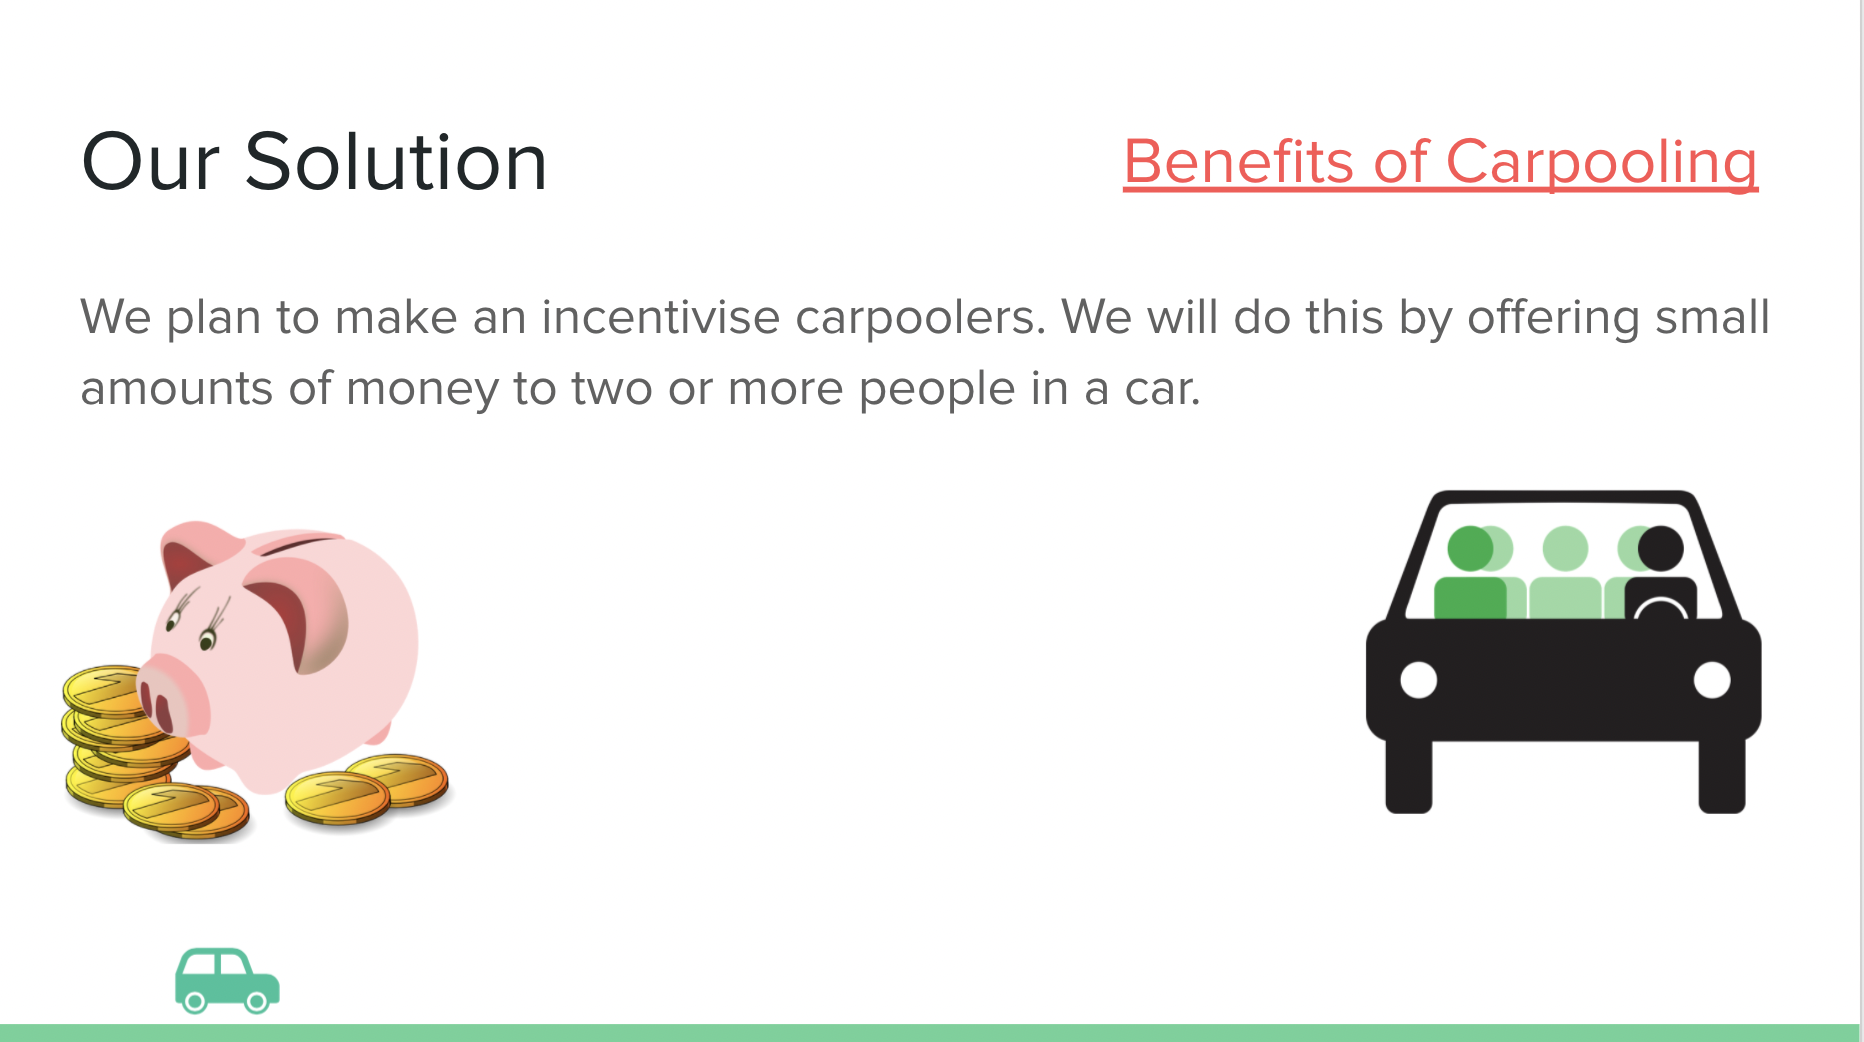 Our Solution
Benefits of Carpooling
We plan to make an incentivise carpoolers. We will do this by offering small
amounts of money to two or more people in a car.